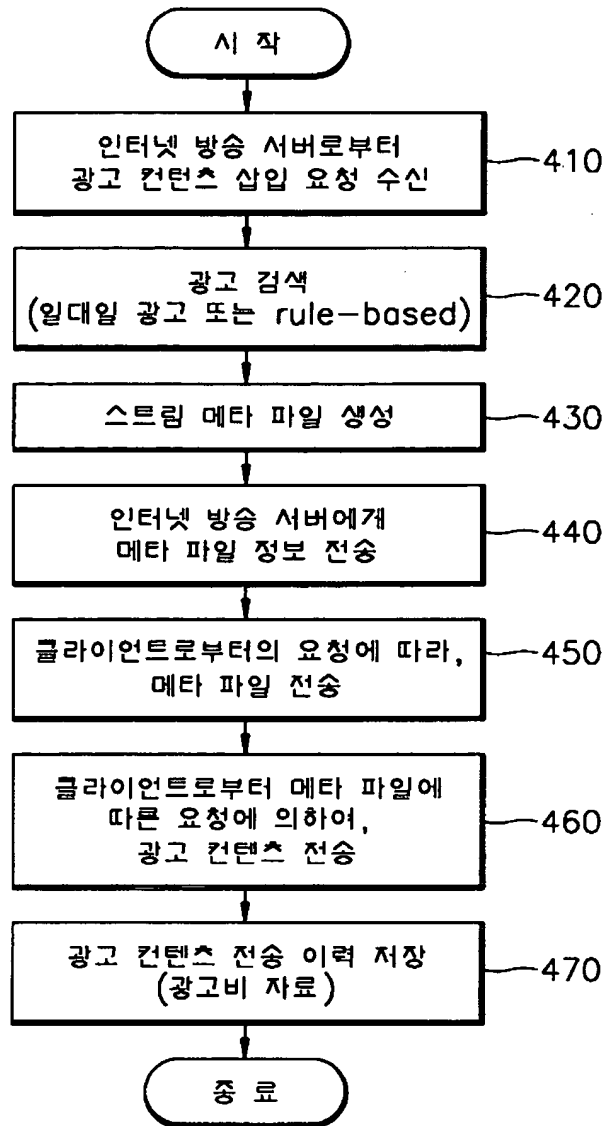 시 작
인터넷 방송 서버로부터
광고 컨텐츠 삽입 요청 수신
410
광고 검색
(일대일 광고 또는 rule-based)
420
스트림 메타 파일 생성
430
인터넷 방송 서버에개
메타 파일 정보 전송
440
클라이언트로부터의 요청에 따라,
메타 파일 전송
450
클라이언트로부터 메타 파일에
따른 요청에 의하여,
광고 컨텐츠 전송
460
광고 컨텐츠 전송 이력 저장
(광고비 자료)
470
종 료